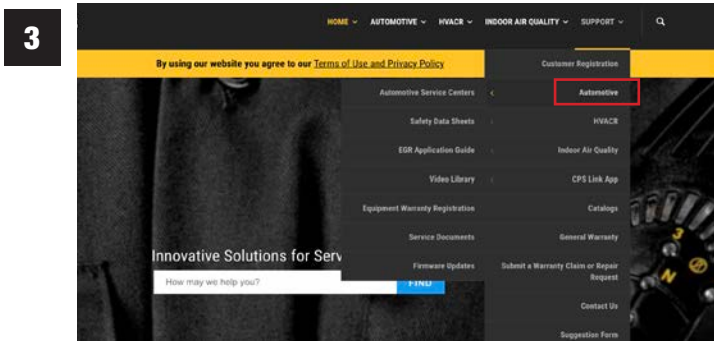 3
HOME AUTOMOTIVE HVACR INDOOR AIR QUALITY SUPPORT
By using our website you agree to our Terms of Use and Privacy Policy
Customer Registration
Automotive Service Centers < Automotive
Safety Data Sheets HVACR
EGR Application Guide Indoor Air Quality
Video Library CPS Link App
Equipment Warranty Registration Catalogs
Service Documents General Warranty
Firmware Updates Submit a Warranty Claim or Repair
Request
Contact Us
Suggestion Form
Innovative Solutions for Serv
How may we help you? FIND
3
N